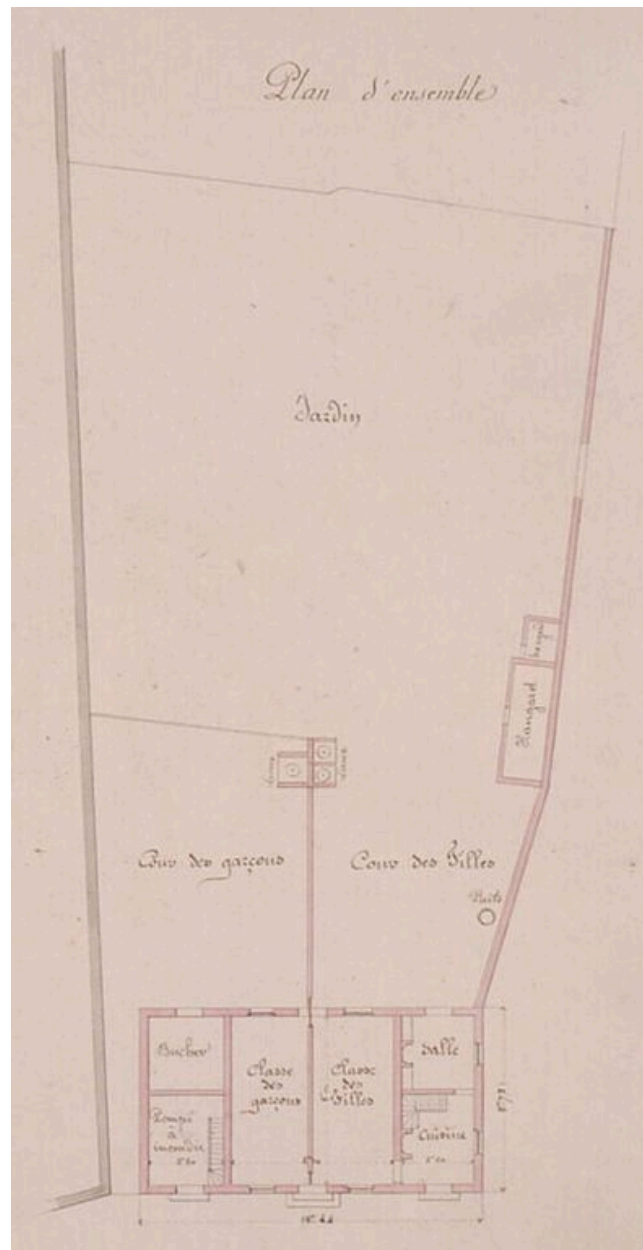 Plan d'ensemble
Jardin
Hangard
Cour des garçons
Cour des Filles
Puits
Bucher
Classe
des
garçons
Classe
des
Filles
Salle
Pompe
à
incendie
Cuisine